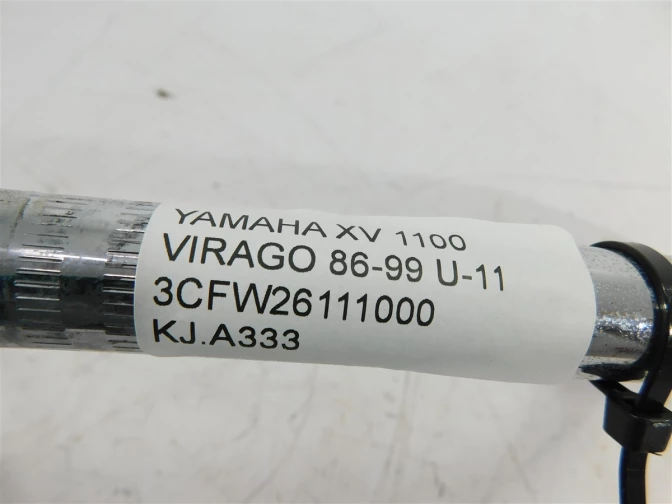 YAMAHA XV 1100
VIRAGO 86-99 U-11
3CFW26111000
KJ.A333